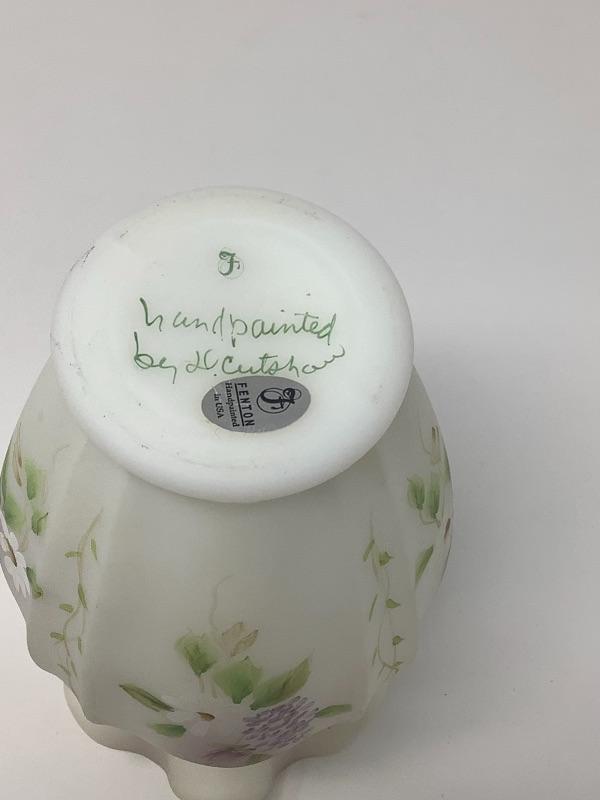 F
handpainted
by D. Cutshaw
F
FENTON
Handpainted
in USA